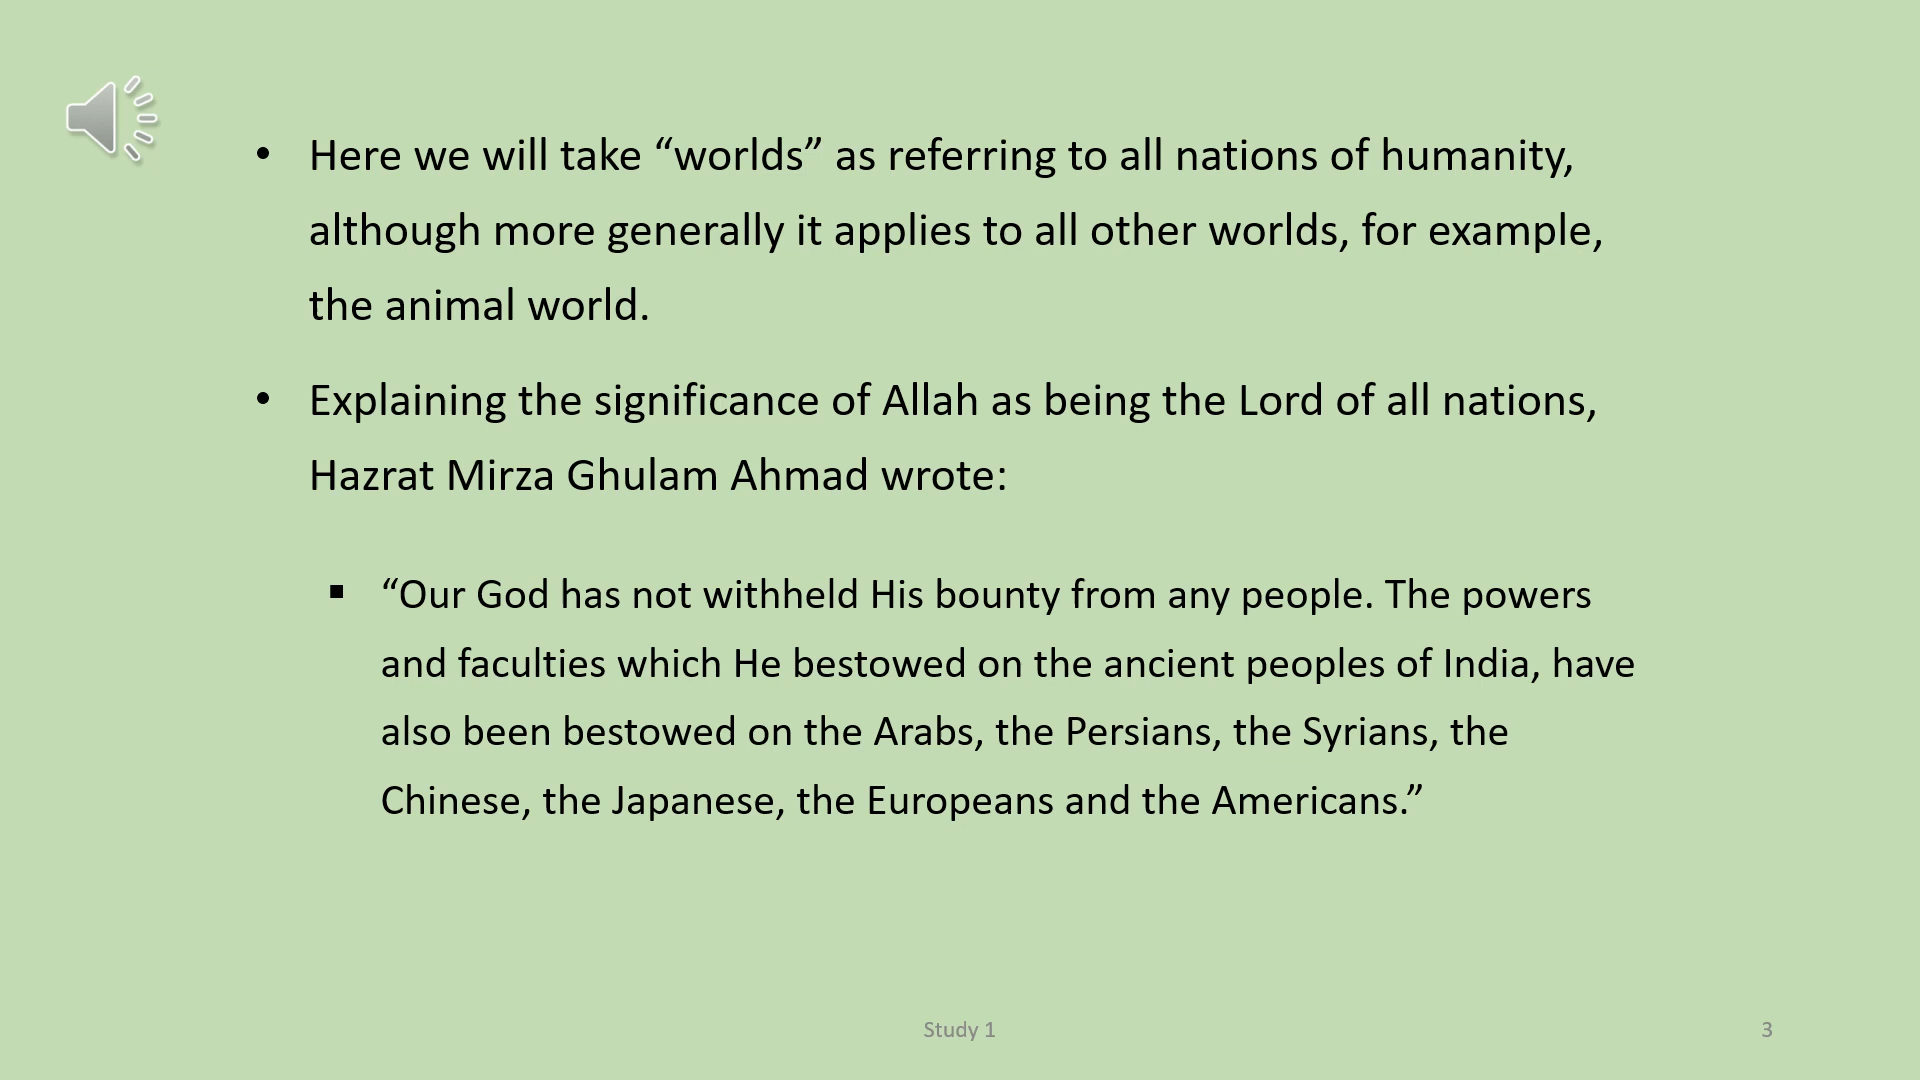 • Here we will take “worlds” as referring to all nations of humanity,
although more generally it applies to all other worlds, for example,
the animal world.
• Explaining the significance of Allah as being the Lord of all nations,
Hazrat Mirza Ghulam Ahmad wrote:
▪ “Our God has not withheld His bounty from any people. The powers
and faculties which He bestowed on the ancient peoples of India, have
also been bestowed on the Arabs, the Persians, the Syrians, the
Chinese, the Japanese, the Europeans and the Americans.”
Study 1
3